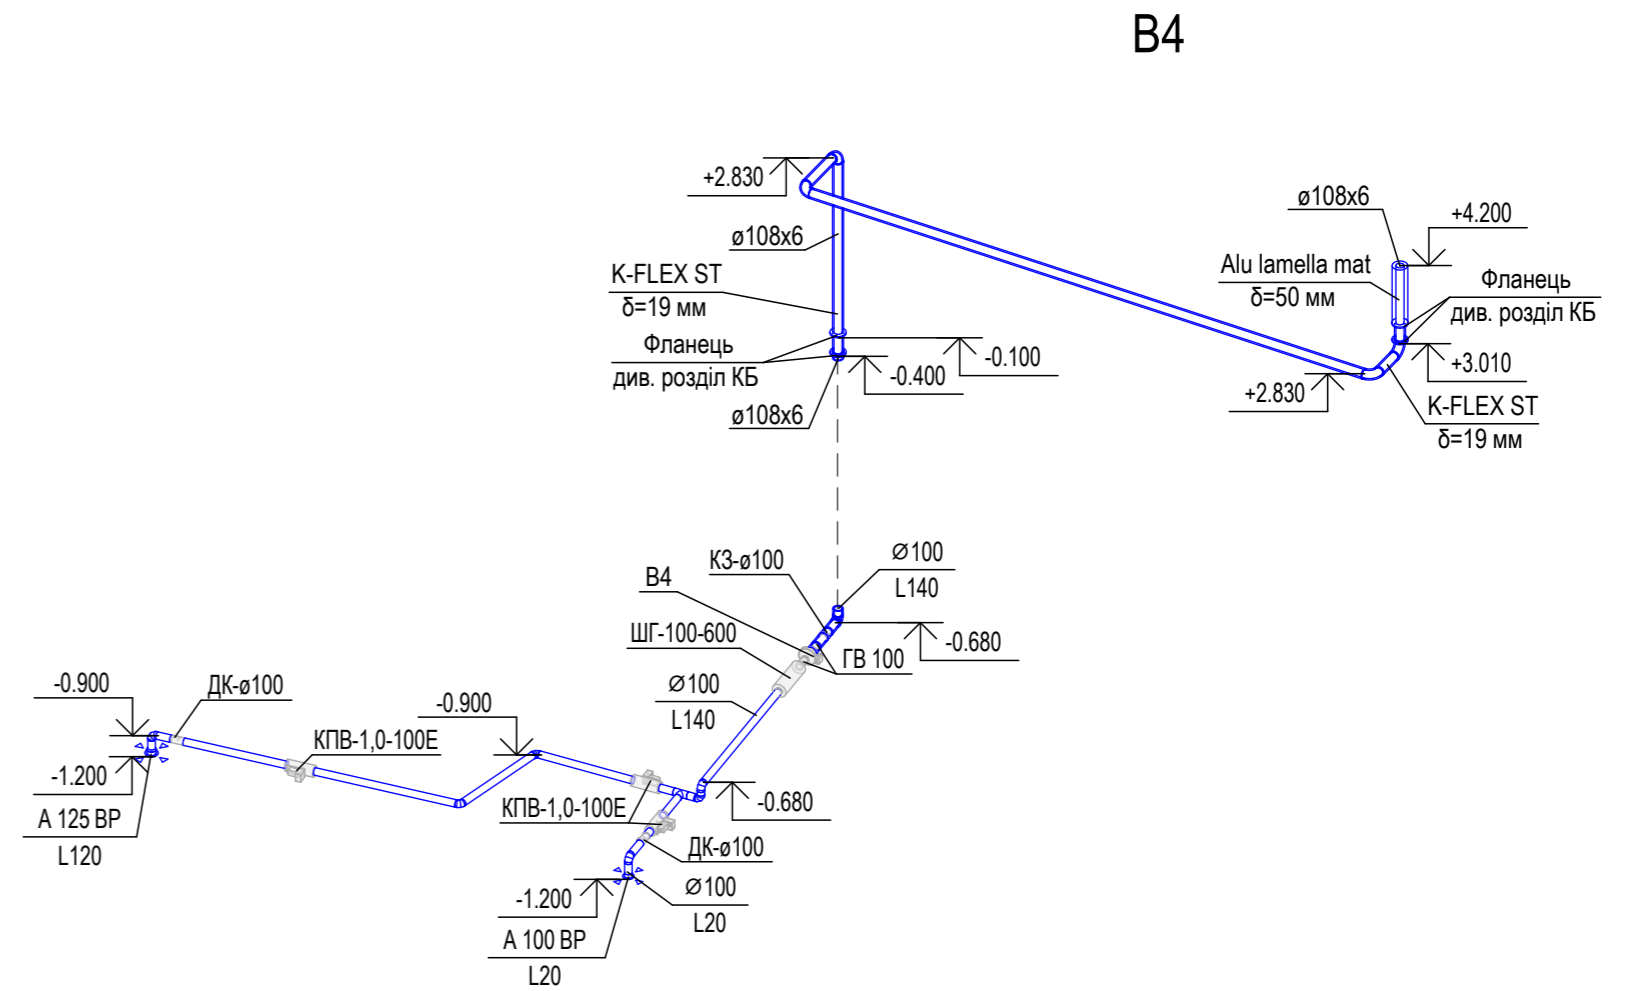 В4
+2.830
ø108x6
K-FLEX ST
δ=19 мм
Фланець
див. розділ КБ
-0.100
-0.400
ø108x6
ø108x6
+4.200
Alu lamella mat
δ=50 мм
Фланець
див. розділ КБ
+3.010
+2.830
K-FLEX ST
δ=19 мм
КЗ-ø100
∅100
L140
В4
ШГ-100-600
-0.680
ГВ 100
∅100
L140
-0.900
ДК-ø100
-0.900
КПВ-1,0-100Е
-1.200
А 125 ВР
L120
КПВ-1,0-100Е
-0.680
ДК-ø100
-1.200
∅100
L20
А 100 ВР
L20